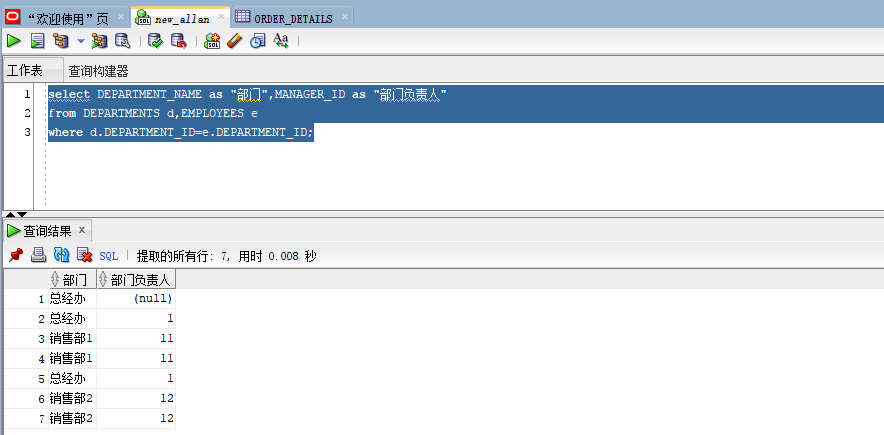 “欢迎使用”页
new_allan
ORDER_DETAILS
工作表
查询构建器
1 select DEPARTMENT_NAME as "部门",MANAGER_ID as "部门负责人"
2 from DEPARTMENTS d,EMPLOYEES e
3 where d.DEPARTMENT_ID=e.DEPARTMENT_ID;
查询结果 x
SQL | 提取的所有行: 7, 用时 0.008 秒
部门 部门负责人
1 总经办 (null)
2 总经办 1
3 销售部1 11
4 销售部1 11
5 总经办 1
6 销售部2 12
7 销售部2 12